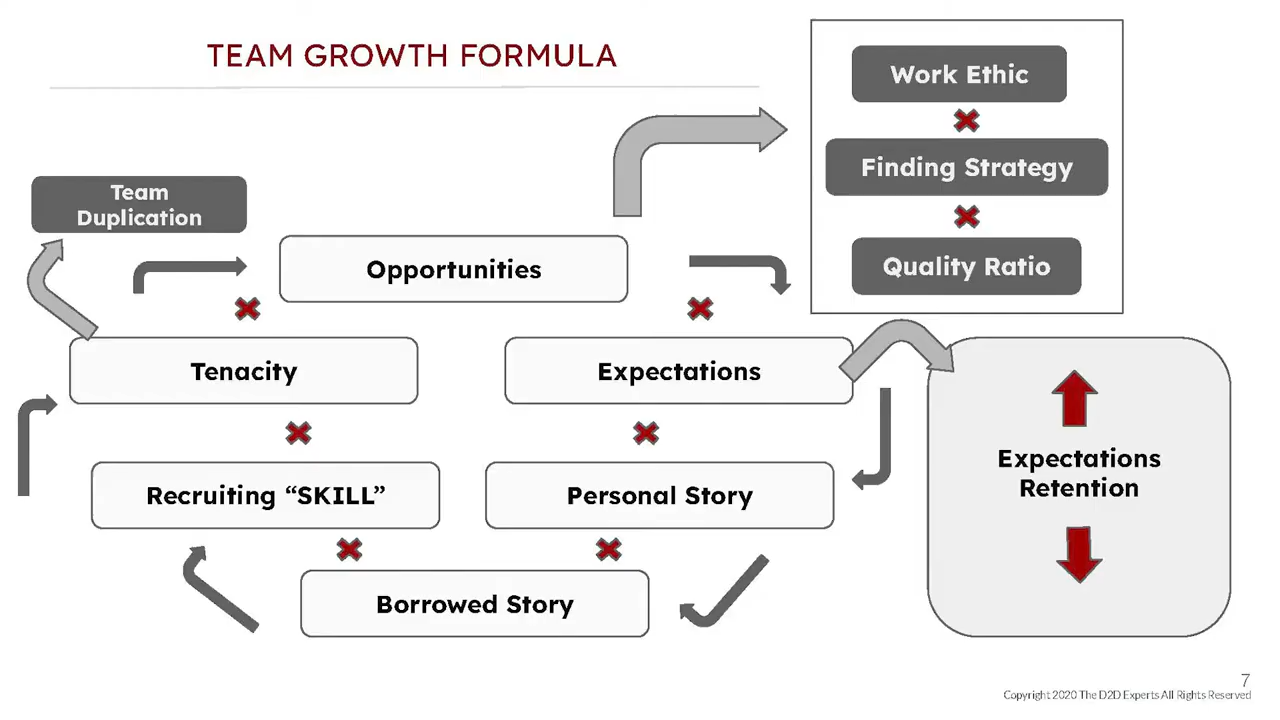 TEAM GROWTH FORMULA
Work Ethic
Finding Strategy
Quality Ratio
Team
Duplication
Opportunities
Tenacity
Expectations
Recruiting “SKILL”
Personal Story
Borrowed Story
Expectations
Retention
7
Copyright 2020 The D2D Experts All Rights Reserved